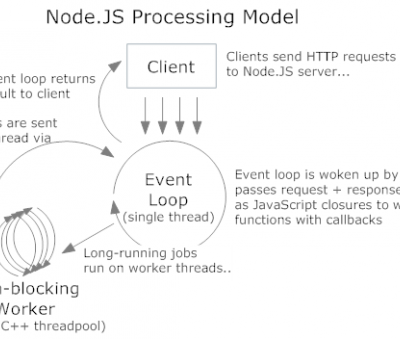 Node.JS Processing Model
Client
Clients send HTTP requests
to Node.JS server...
ent loop returns
ult to client
s are sent
read via
Event
Loop
(single thread)
Event loop is woken up by
passes request + response
as JavaScript closures to w
functions with callbacks
Long-running jobs
run on worker threads..
n-blocking
Worker
C++ threadpool)